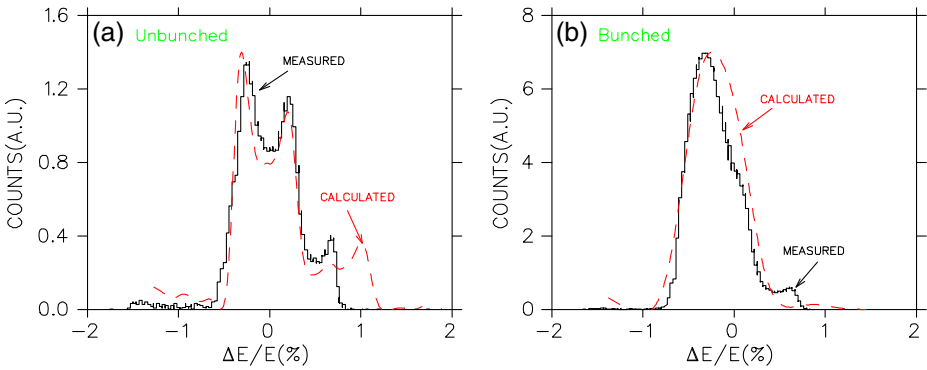 (a) Unbunched
COUNTS(A.U.)
1.6
1.2
0.8
0.4
0.0
MEASURED
CALCULATED
−2 −1 0 1 2
ΔE/E(%)
(b) Bunched
COUNTS(A.U.)
8
6
4
2
0
CALCULATED
MEASURED
−2 −1 0 1 2
ΔE/E(%)